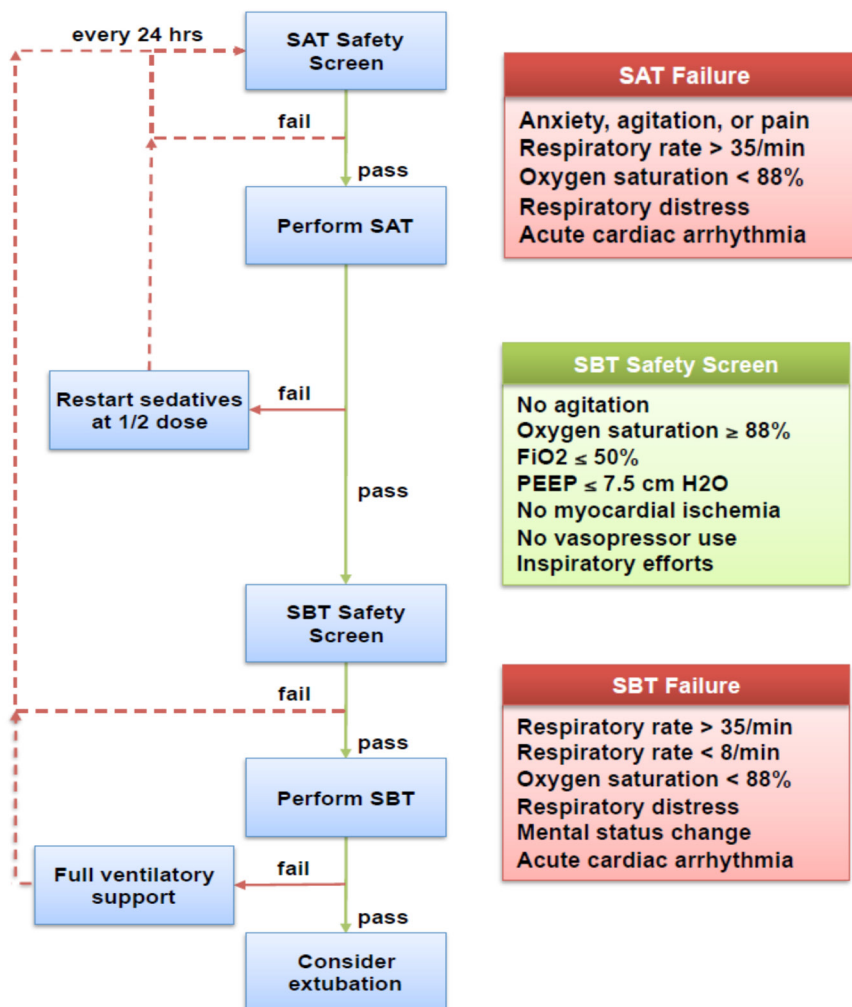 every 24 hrs
SAT Safety
Screen
fail
pass
Perform SAT
Restart sedatives
at 1/2 dose
fail
pass
SBT Safety
Screen
fail
pass
Perform SBT
Full ventilatory
support
fail
pass
Consider
extubation
SAT Failure
Anxiety, agitation, or pain
Respiratory rate > 35/min
Oxygen saturation < 88%
Respiratory distress
Acute cardiac arrhythmia
SBT Safety Screen
No agitation
Oxygen saturation ≥ 88%
FiO2 ≤ 50%
PEEP ≤ 7.5 cm H2O
No myocardial ischemia
No vasopressor use
Inspiratory efforts
SBT Failure
Respiratory rate > 35/min
Respiratory rate < 8/min
Oxygen saturation < 88%
Respiratory distress
Mental status change
Acute cardiac arrhythmia